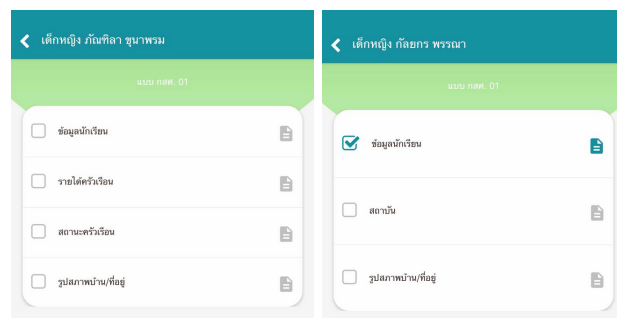 เด็กหญิง ภัณฑิลา ขุนาพรม
แบบ กสศ. 01
ข้อมูลนักเรียน
รายได้ครัวเรือน
สถานะครัวเรือน
รูปสภาพบ้าน/ที่อยู่
เด็กหญิง กัลยกร พรรณา
แบบ กสศ. 01
ข้อมูลนักเรียน
สถาบัน
รูปสภาพบ้าน/ที่อยู่